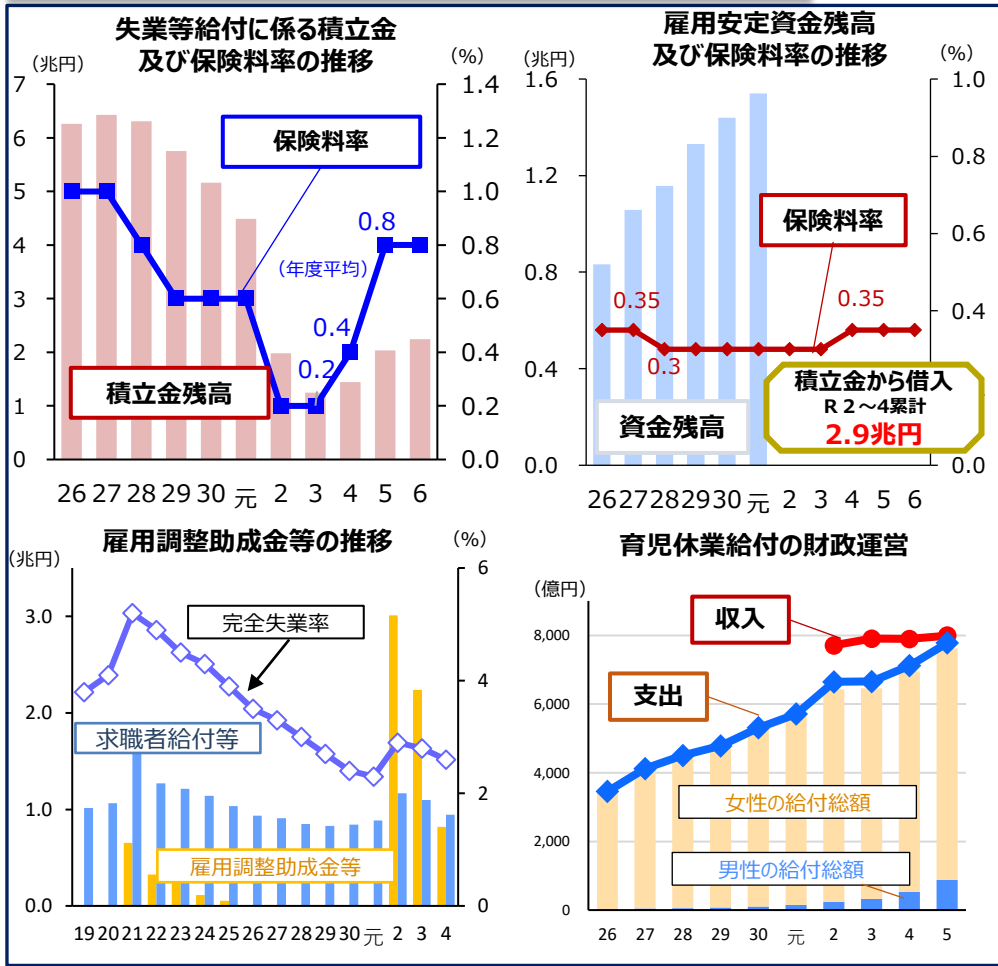 失業等給付に係る積立金
及び保険料率の推移
（兆円）
（%）
7
6
5
4
3
2
1
0
1.4
1.2
1.0
0.8
0.6
0.4
0.2
0.0
保険料率
0.8
（年度平均）
0.4
0.2
積立金残高
26 27 28 29 30 元 2 3 4 5 6
雇用安定資金残高
及び保険料率の推移
（兆円）
（%）
1.6
1.2
0.8
0.4
0.0
1.0
0.8
0.6
0.4
0.0
保険料率
0.35
0.35
0.3
積立金から借入
R２～4累計
2.9兆円
資金残高
26 27 28 29 30 元 2 3 4 5 6
雇用調整助成金等の推移
（兆円）
（%）
3.0
2.0
1.0
0.0
6
4
2
0
完全失業率
求職者給付等
雇用調整助成金等
19 20 21 22 23 24 25 26 27 28 29 30 元 2 3 4
育児休業給付の財政運営
（億円）
8,000
6,000
4,000
2,000
0
収入
支出
女性の給付総額
男性の給付総額
26 27 28 29 30 元 2 3 4 5